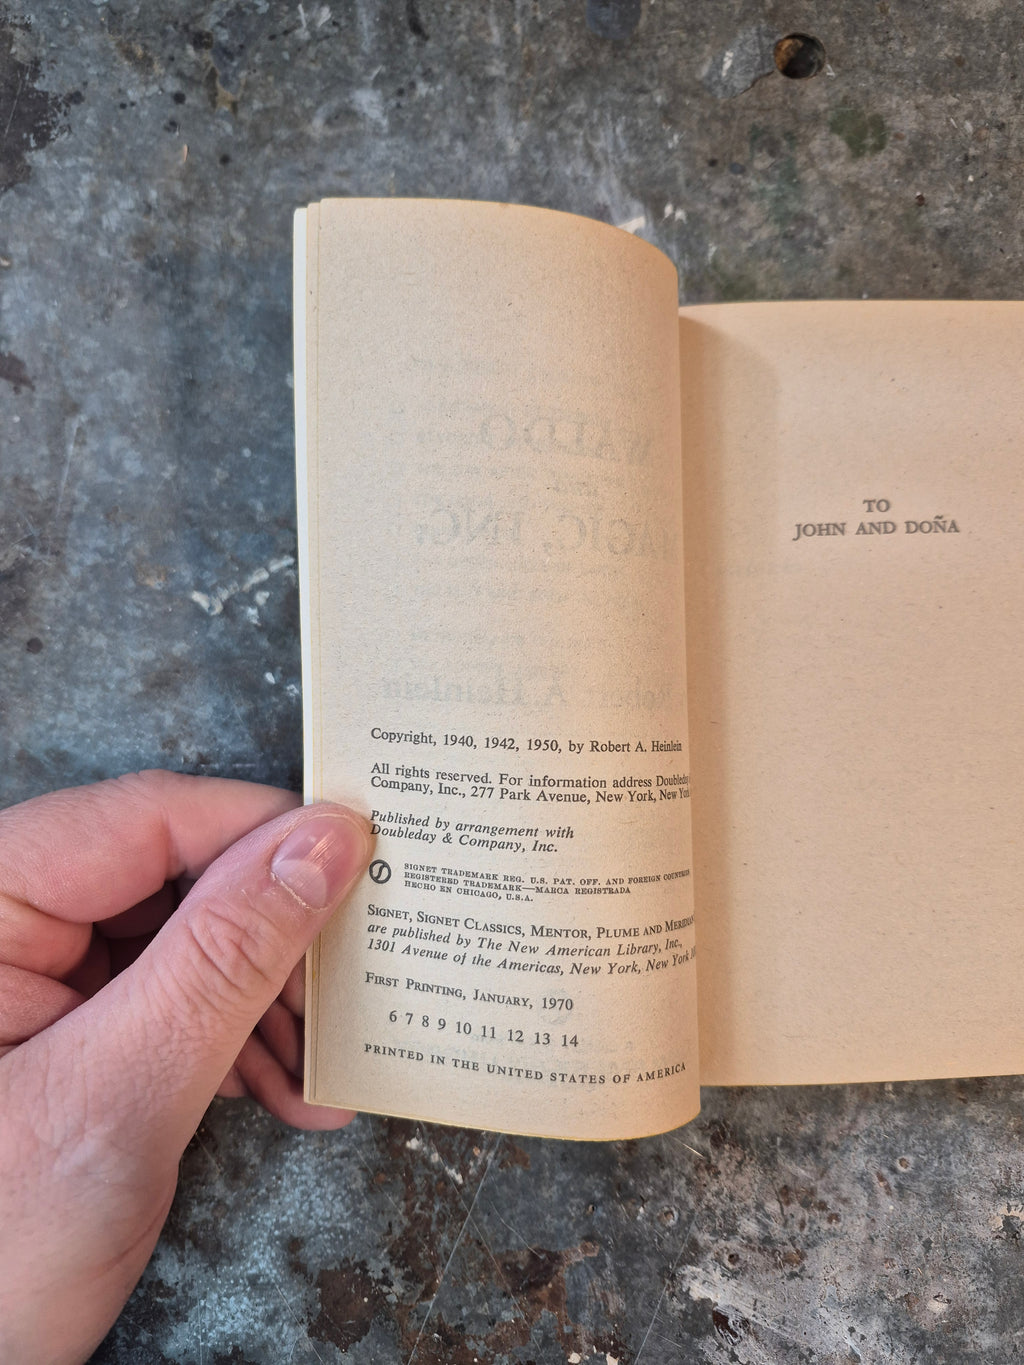 Copyright, 1940, 1942, 1950, by Robert A. Heinlein
All rights reserved. For information address
Company, Inc., 277 Park Avenue, New York, New
Published by arrangement with
Doubleday & Company, Inc.
SIGNET TRADEMARK REG. U.S. PAT. OFF. AND FOREIGN COUNTRIES
REGISTERED TRADEMARK—MARCA REGISTRADA
HECHO EN CHICAGO, U.S.A.
SIGNET, SIGNET CLASSICS, MENTOR, PLUME AND
are published by The New American Library, Inc.,
1301 Avenue of the Americas, New York, New York
FIRST PRINTING, JANUARY, 1970
6 7 8 9 10 11 12 13 14
PRINTED IN THE UNITED STATES OF AMERICA
TO
JOHN AND DOÑA